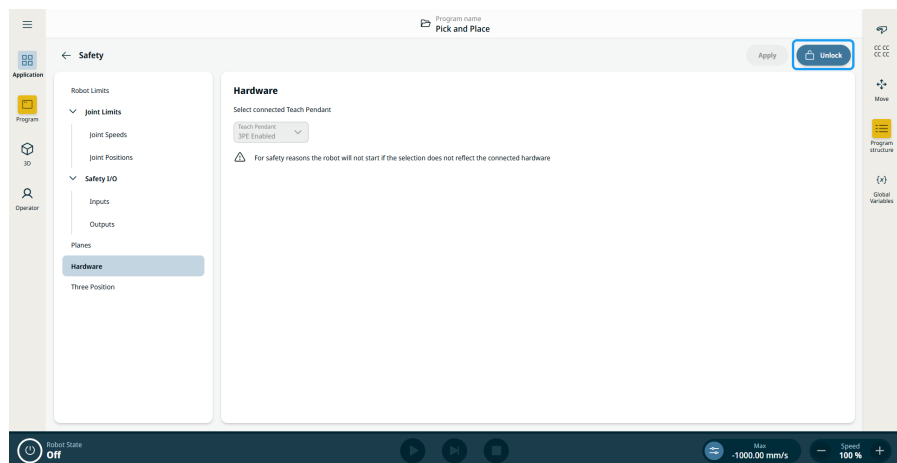 Program name
Pick and Place
Application
Program
3D
Operator
Safety
Apply
Unlock
Robot Limits
Joint Limits
Joint Speeds
Joint Positions
Safety I/O
Inputs
Outputs
Planes
Hardware
Three Position
Hardware
Select connected Teach Pendant
Teach Pendant
3PE Enabled
For safety reasons the robot will not start if the selection does not reflect the connected hardware
CC CC
CC CC
Move
Program
structure
{x}
Global
Variables
Robot State
Off
Max
-1000.00 mm/s
Speed
100 %